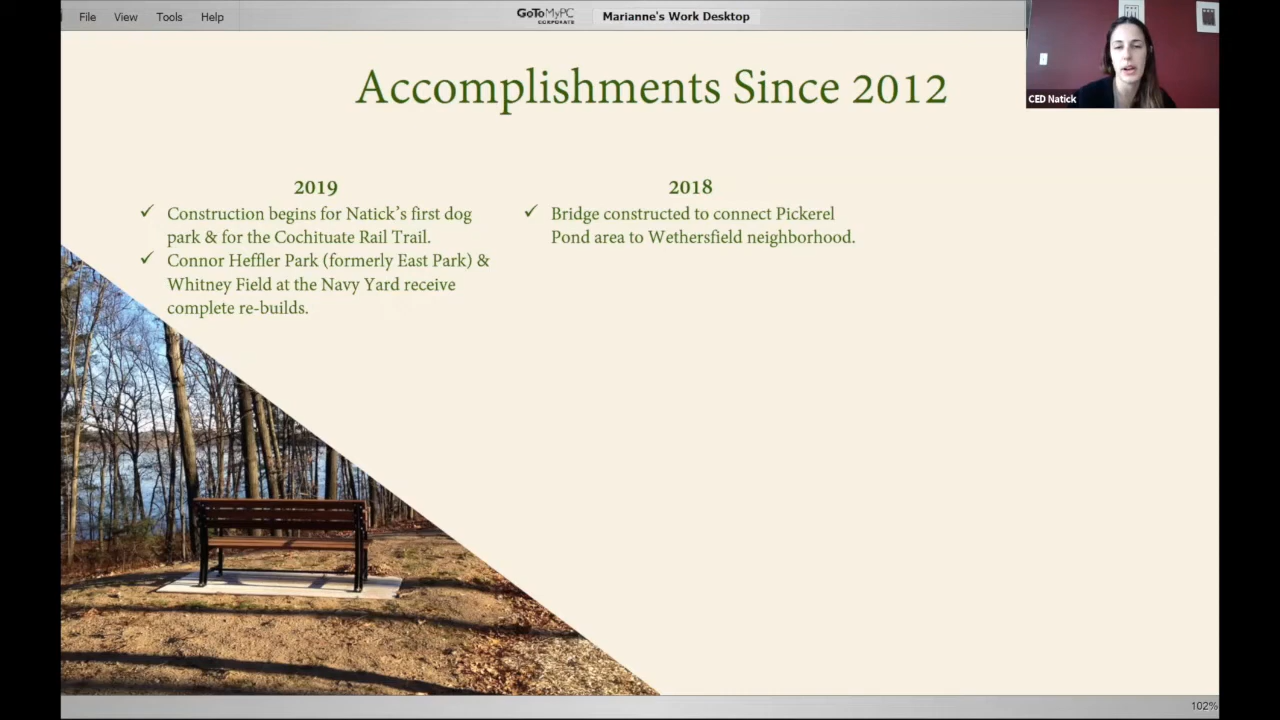 File View Tools Help
GoToMyPC
CORPORATE
Marianne's Work Desktop
CED Natick
Accomplishments Since 2012
2019
✓ Construction begins for Natick's first dog
park & for the Cochituate Rail Trail.
✓ Connor Heffler Park (formerly East Park) &
Whitney Field at the Navy Yard receive
complete re-builds.
2018
✓ Bridge constructed to connect Pickerel
Pond area to Wethersfield neighborhood.
102%